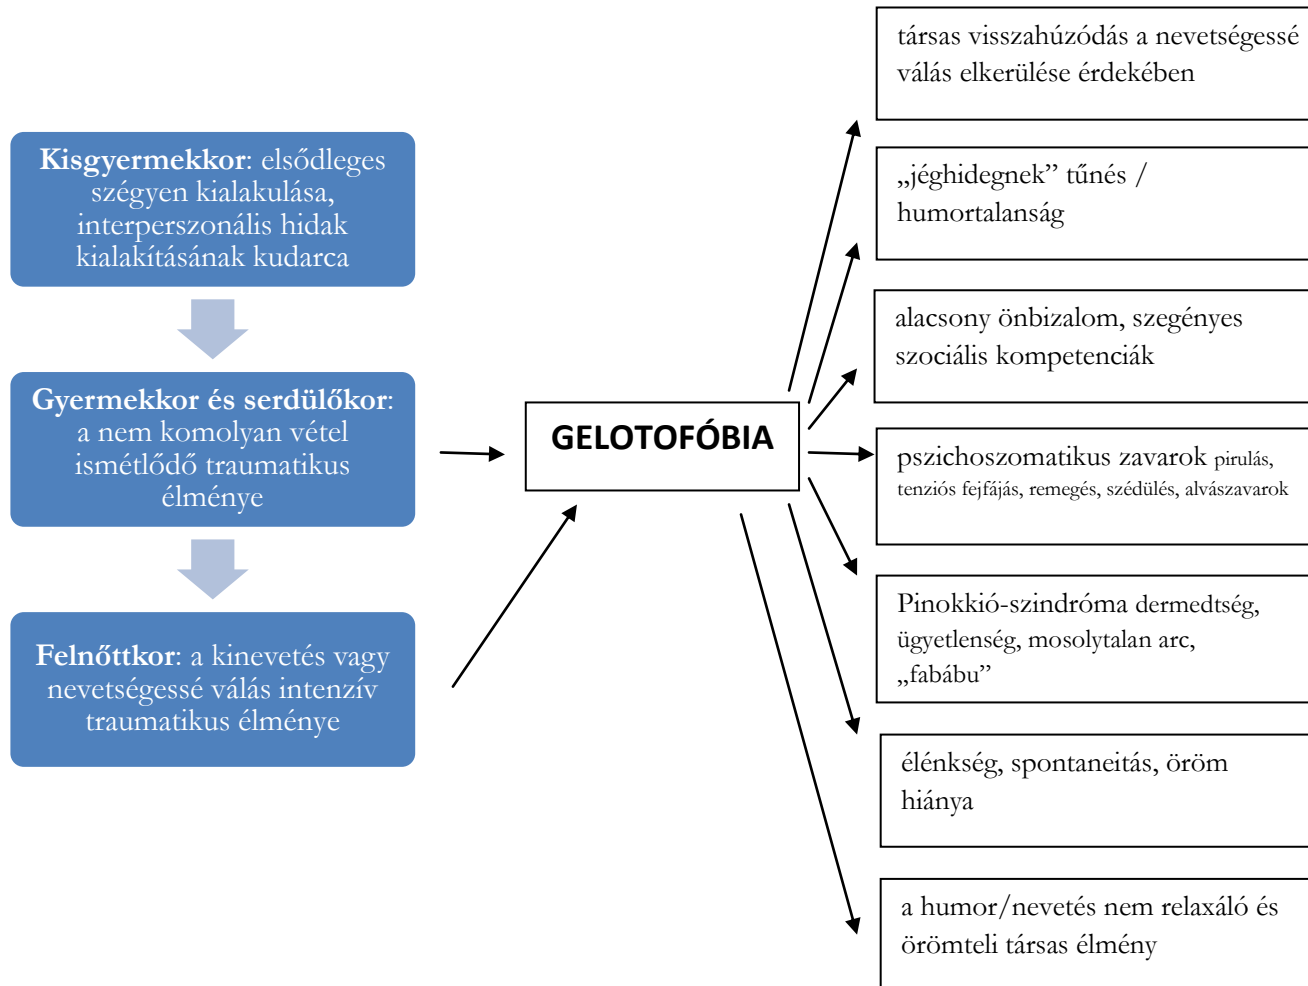 Kisgyermekkor: elsődleges
szégyen kialakulása,
interperszonális hidak
kialakításának kudarca
Gyermekkor és serdülőkor:
a nem komolyan vétel
ismétlődő traumatikus
élménye
Felnőttkor: a kinevetés vagy
nevetségessé válás intenzív
traumatikus élménye
GELOTOFÓBIA
társas visszahúzódás a nevetségessé
válás elkerülése érdekében
„jéghidegnek” tűnés /
humortalanság
alacsony önbizalom, szegényes
szociális kompetenciák
pszichoszomatikus zavarok pirulás,
tenziós fejfájás, remegés, szédülés, alvászavarok
Pinokkió-szindróma dermedtség,
ügyetlenség, mosolytalan arc,
„fabábu”
élénkség, spontaneitás, öröm
hiánya
a humor/nevetés nem relaxáló és
örömteli társas élmény